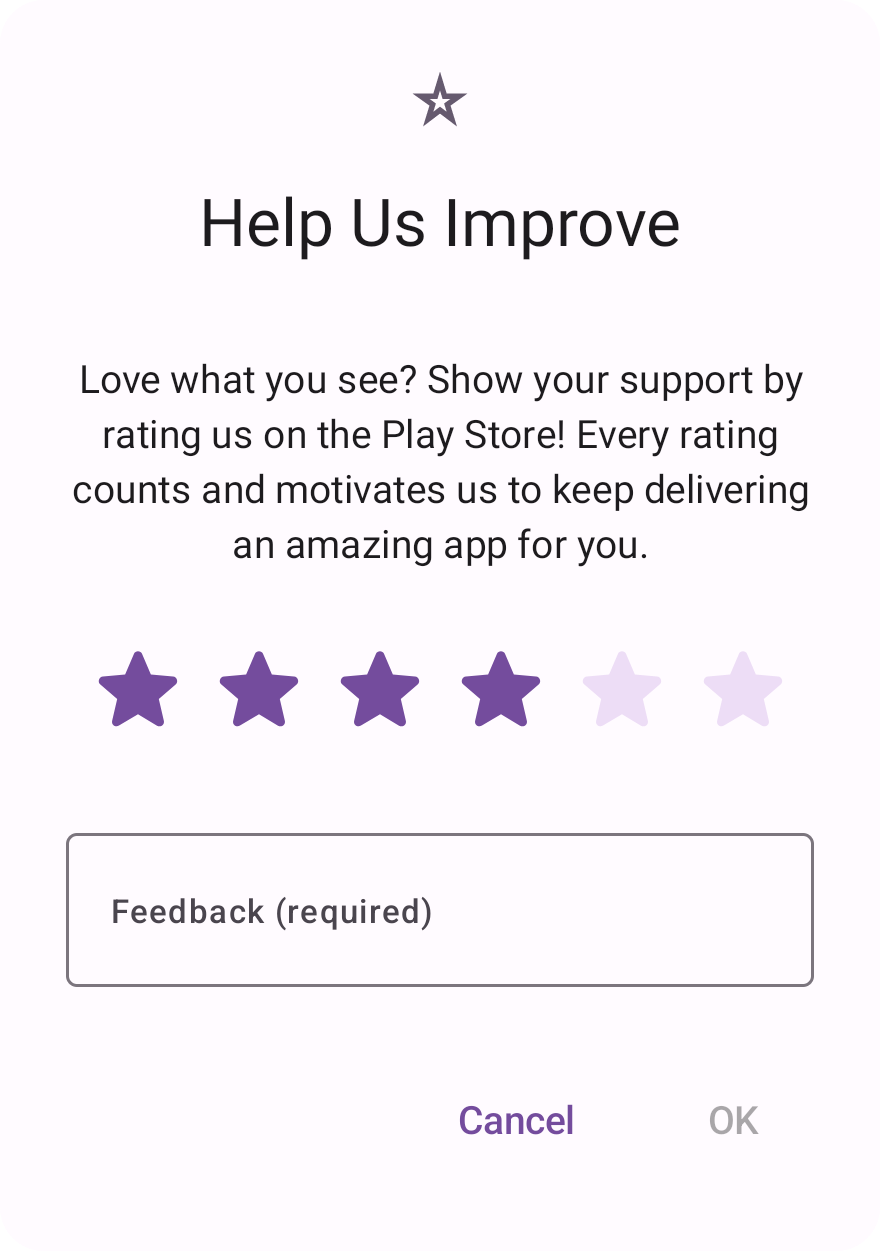 Help Us Improve
Love what you see? Show your support by
rating us on the Play Store! Every rating
counts and motivates us to keep delivering
an amazing app for you.
Feedback (required)
Cancel OK